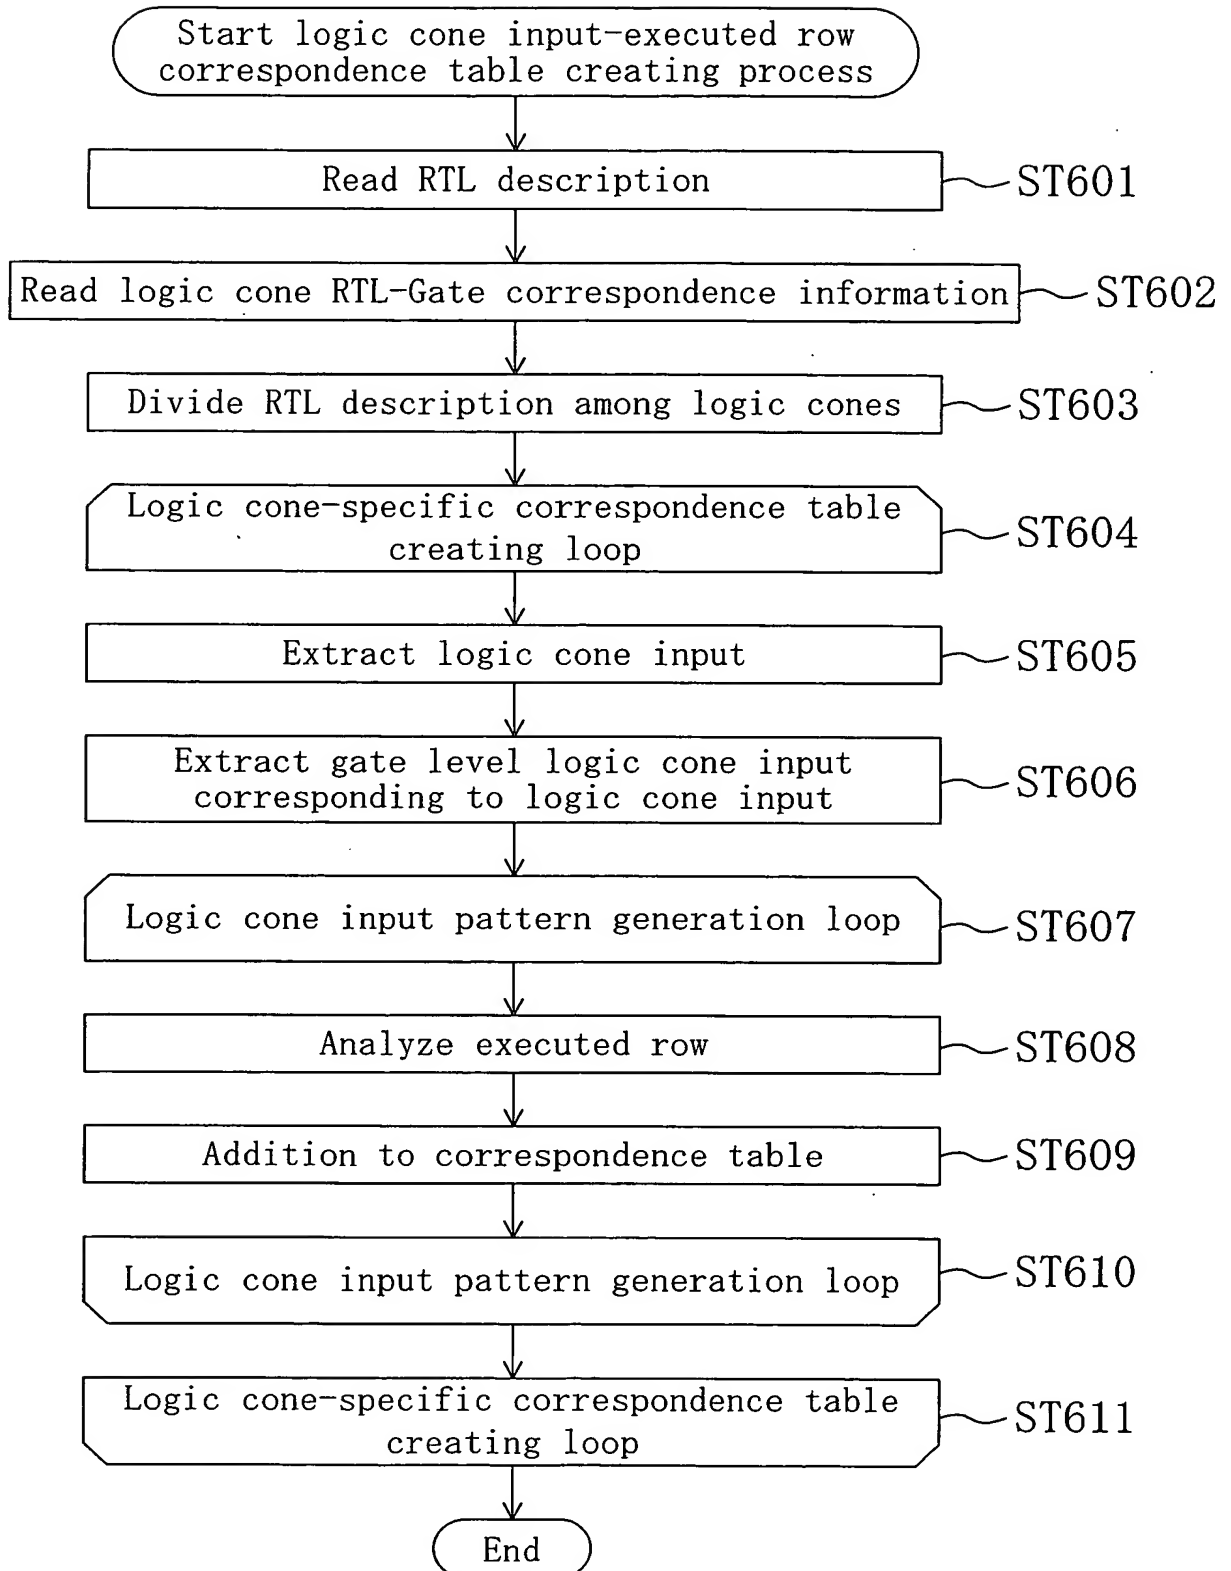 Start logic cone input-executed row
correspondence table creating process
Read RTL description
ST601
Read logic cone RTL-Gate correspondence information
ST602
Divide RTL description among logic cones
ST603
Logic cone-specific correspondence table
creating loop
ST604
Extract logic cone input
ST605
Extract gate level logic cone input
corresponding to logic cone input
ST606
Logic cone input pattern generation loop
ST607
Analyze executed row
ST608
Addition to correspondence table
ST609
Logic cone input pattern generation loop
ST610
Logic cone-specific correspondence table
creating loop
ST611
End